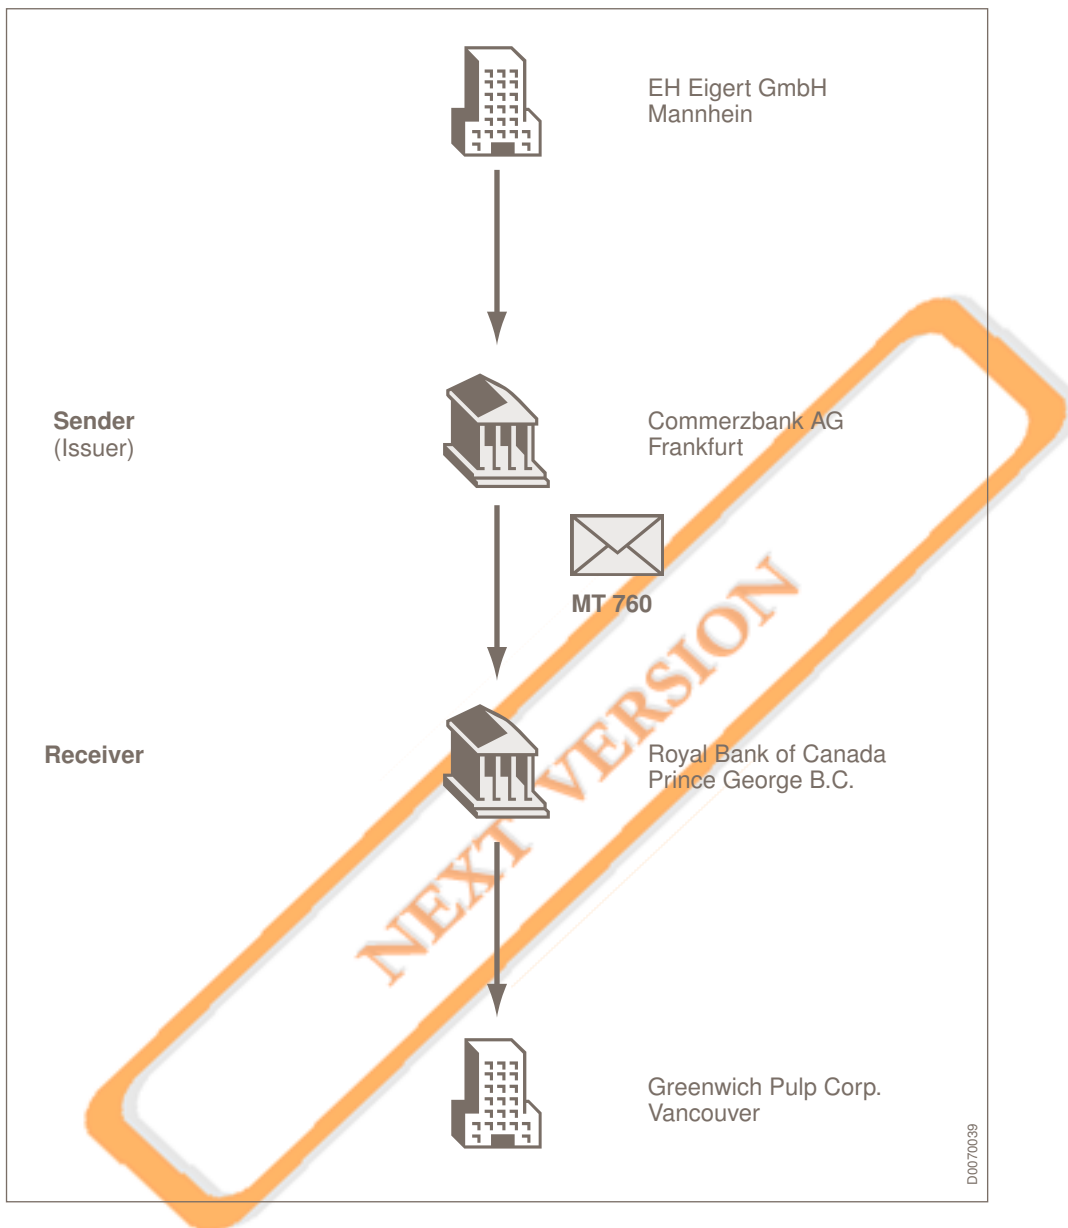 EH Eigert GmbH
Mannhein
Sender
(Issuer)
Commerzbank AG
Frankfurt
MT 760
Receiver
Royal Bank of Canada
Prince George B.C.
NEXT VERSION
Greenwich Pulp Corp.
Vancouver
D0070039